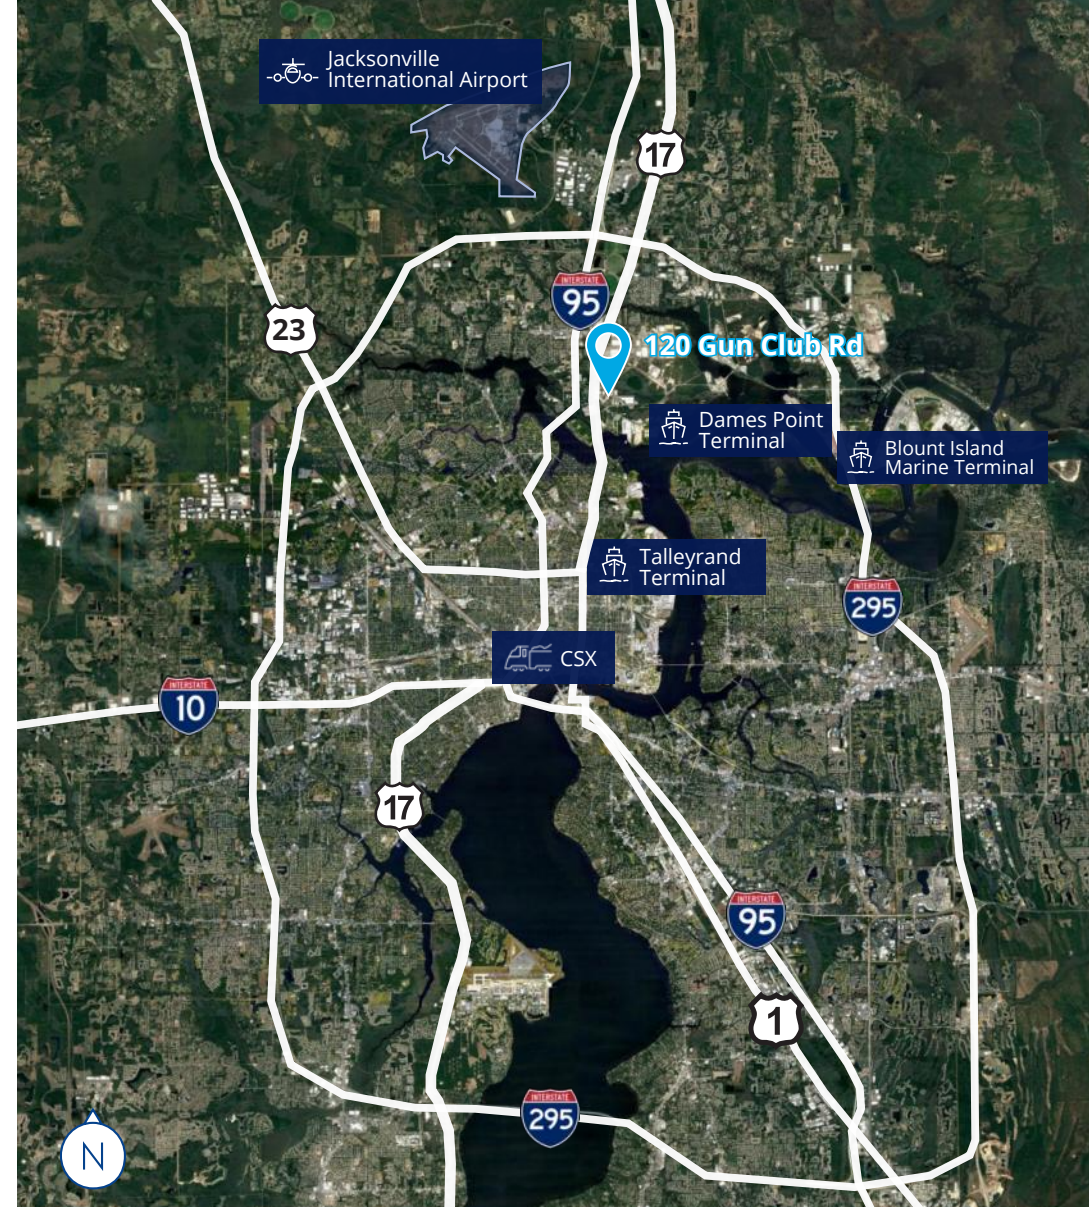 Jacksonville
International Airport
17
INTERSTATE
95
23
120 Gun Club Rd
Dames Point
Terminal
Blount Island
Marine Terminal
Talleyrand
Terminal
INTERSTATE
295
CSX
INTERSTATE
10
17
INTERSTATE
95
1
INTERSTATE
295
N